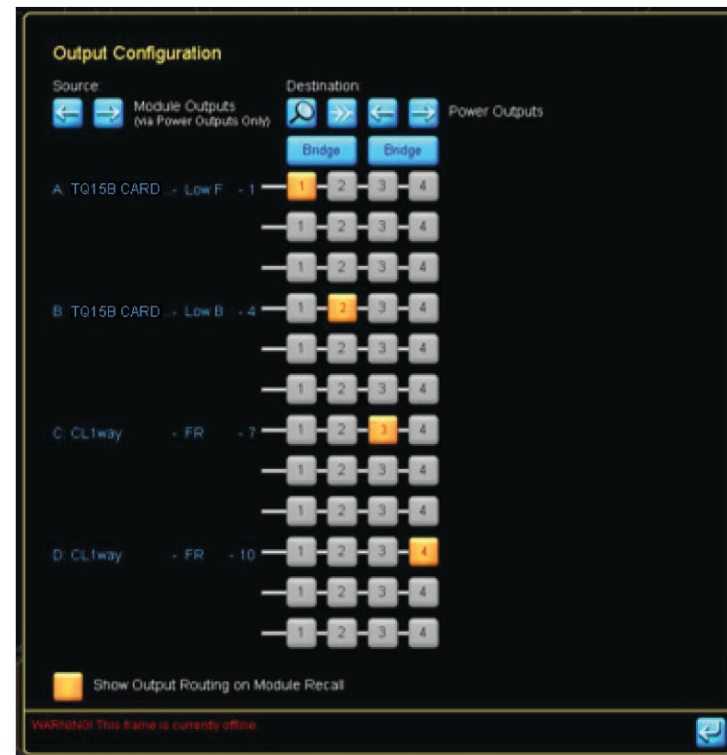 Output Configuration
Source: Destination:
Module Outputs
(via Power Outputs Only) Power Outputs
Bridge Bridge
A: TQ15B CARD .. - Low F - 1 1 2 3 4
1 2 3 4
1 2 3 4
B: TQ15B CARD .. - Low B - 4 1 2 3 4
1 2 3 4
1 2 3 4
C: CL1way - FR - 7 1 2 3 4
1 2 3 4
1 2 3 4
D: CL1way - FR - 10 1 2 3 4
1 2 3 4
1 2 3 4
Show Output Routing on Module Recall
WARNING! This frame is currently offline.